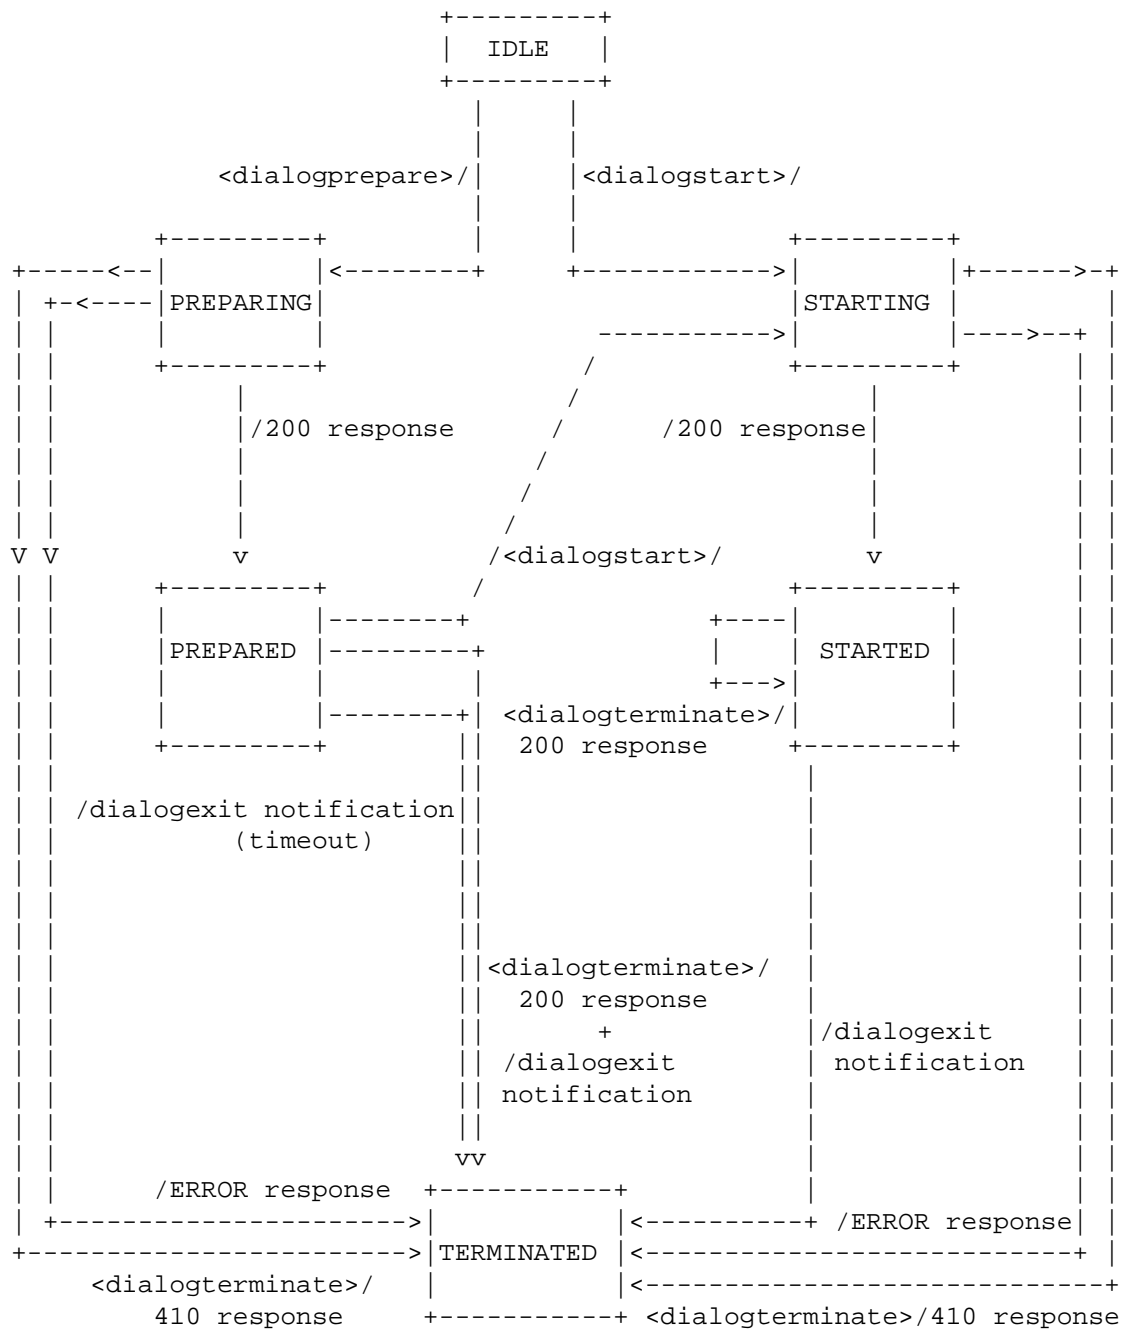 IDLE
<dialogprepare>/ <dialogstart>/
PREPARING STARTING
/200 response /200 response
/<dialogstart>/
PREPARED STARTED
<dialogterminate>/
200 response
/dialogexit notification
(timeout)
<dialogterminate>/
200 response
+
/dialogexit /dialogexit
notification notification
/ERROR response
/ERROR response
TERMINATED
<dialogterminate>/
410 response <dialogterminate>/410 response